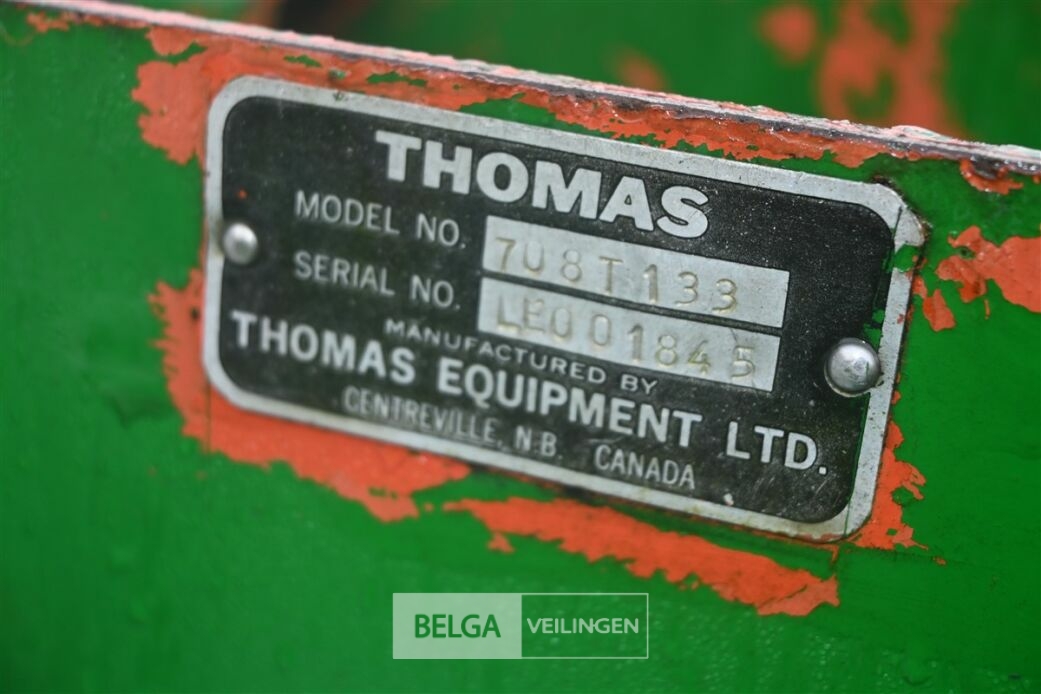 THOMAS
MODEL NO. 708T133
SERIAL NO. LE001845
MANUFACTURED BY
THOMAS EQUIPMENT LTD.
CENTREVILLE, N.B. CANADA
BELGA VEILINGEN